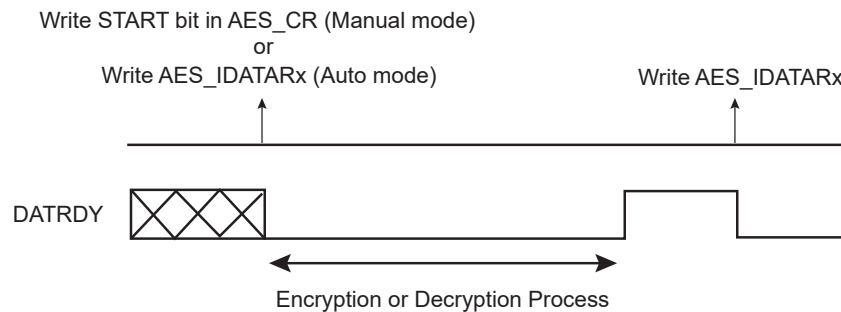 Write START bit in AES_CR (Manual mode)
or
Write AES_IDATARx (Auto mode)
Write AES_IDATARx
DATRDY
Encryption or Decryption Process